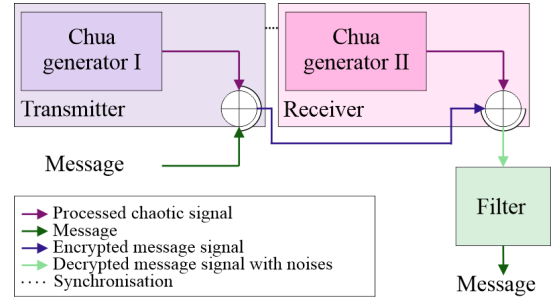 Chua
generator I
Chua
generator II
Transmitter
Receiver
Message
Filter
Processed chaotic signal
Message
Encrypted message signal
Decrypted message signal with noises
Synchronisation
Message